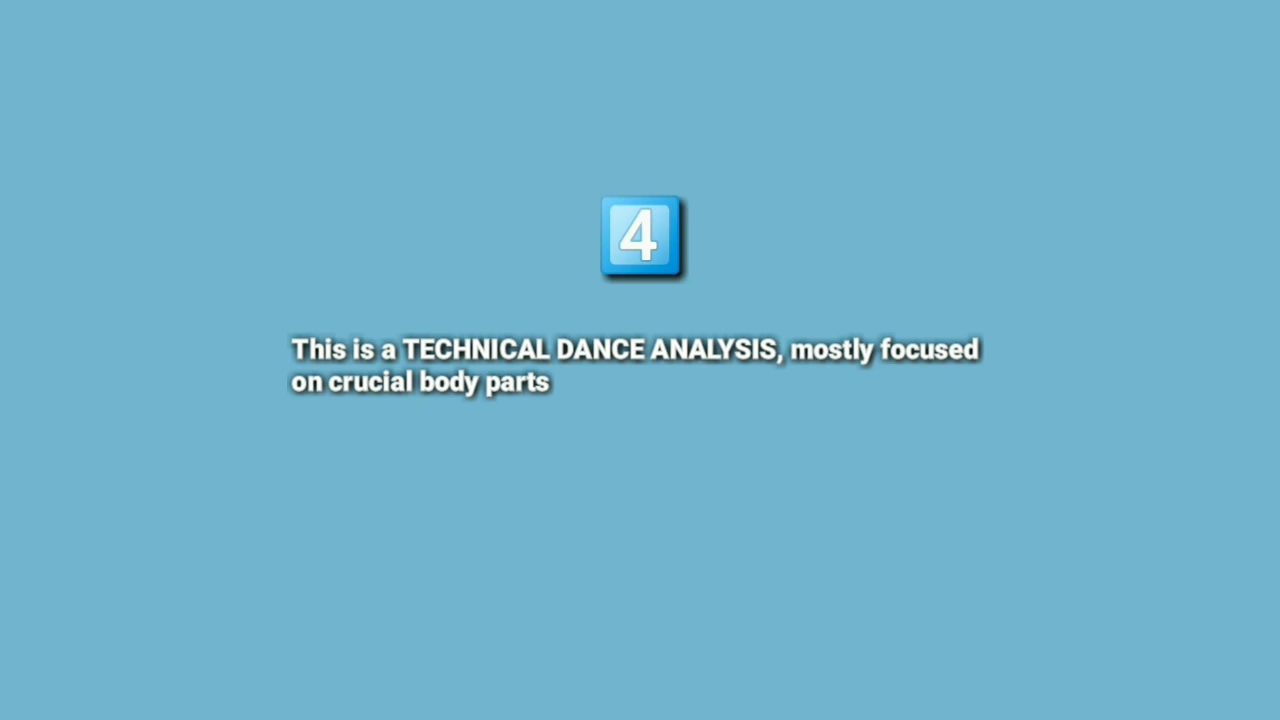 4
This is a TECHNICAL DANCE ANALYSIS, mostly focused
on crucial body parts